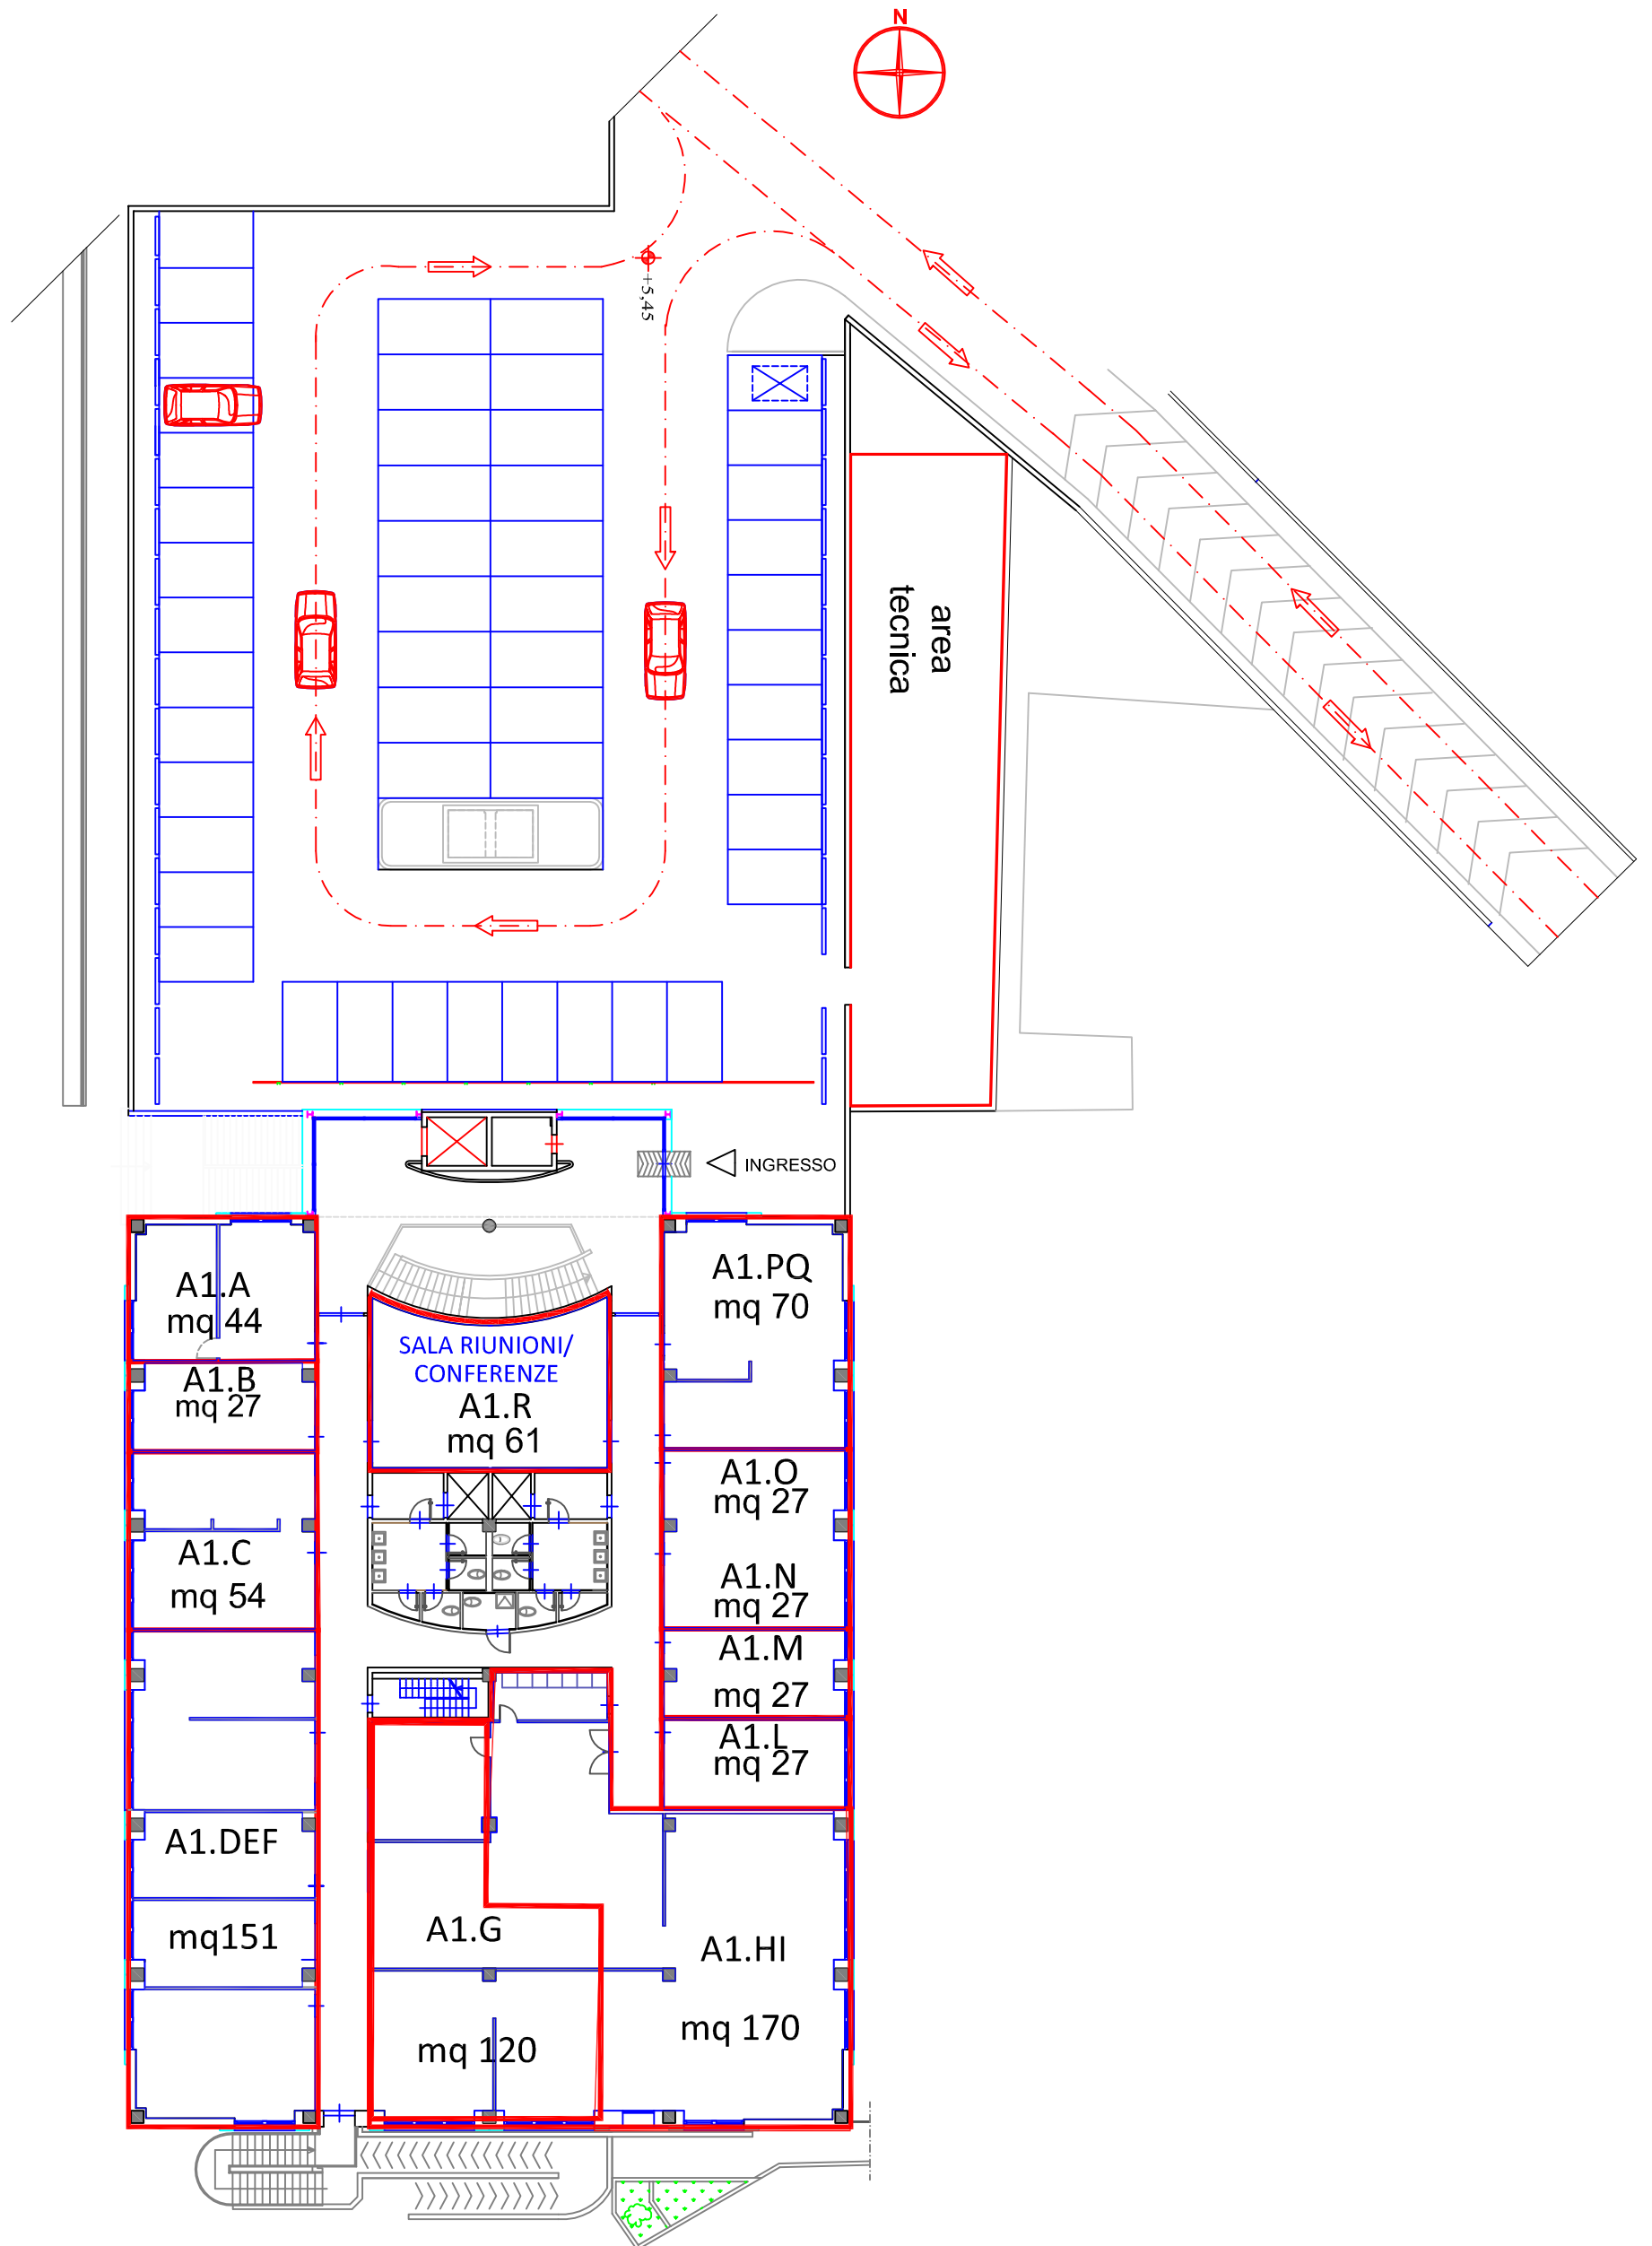 N
+5,45
area
tecnica
INGRESSO
A1.A
mq 44
A1.PQ
mq 70
SALA RIUNIONI/
CONFERENZE
A1.R
mq 61
A1.B
mq 27
A1.O
mq 27
A1.C
mq 54
A1.N
mq 27
A1.M
mq 27
A1.L
mq 27
A1.DEF
mq151
A1.G
mq 120
A1.HI
mq 170